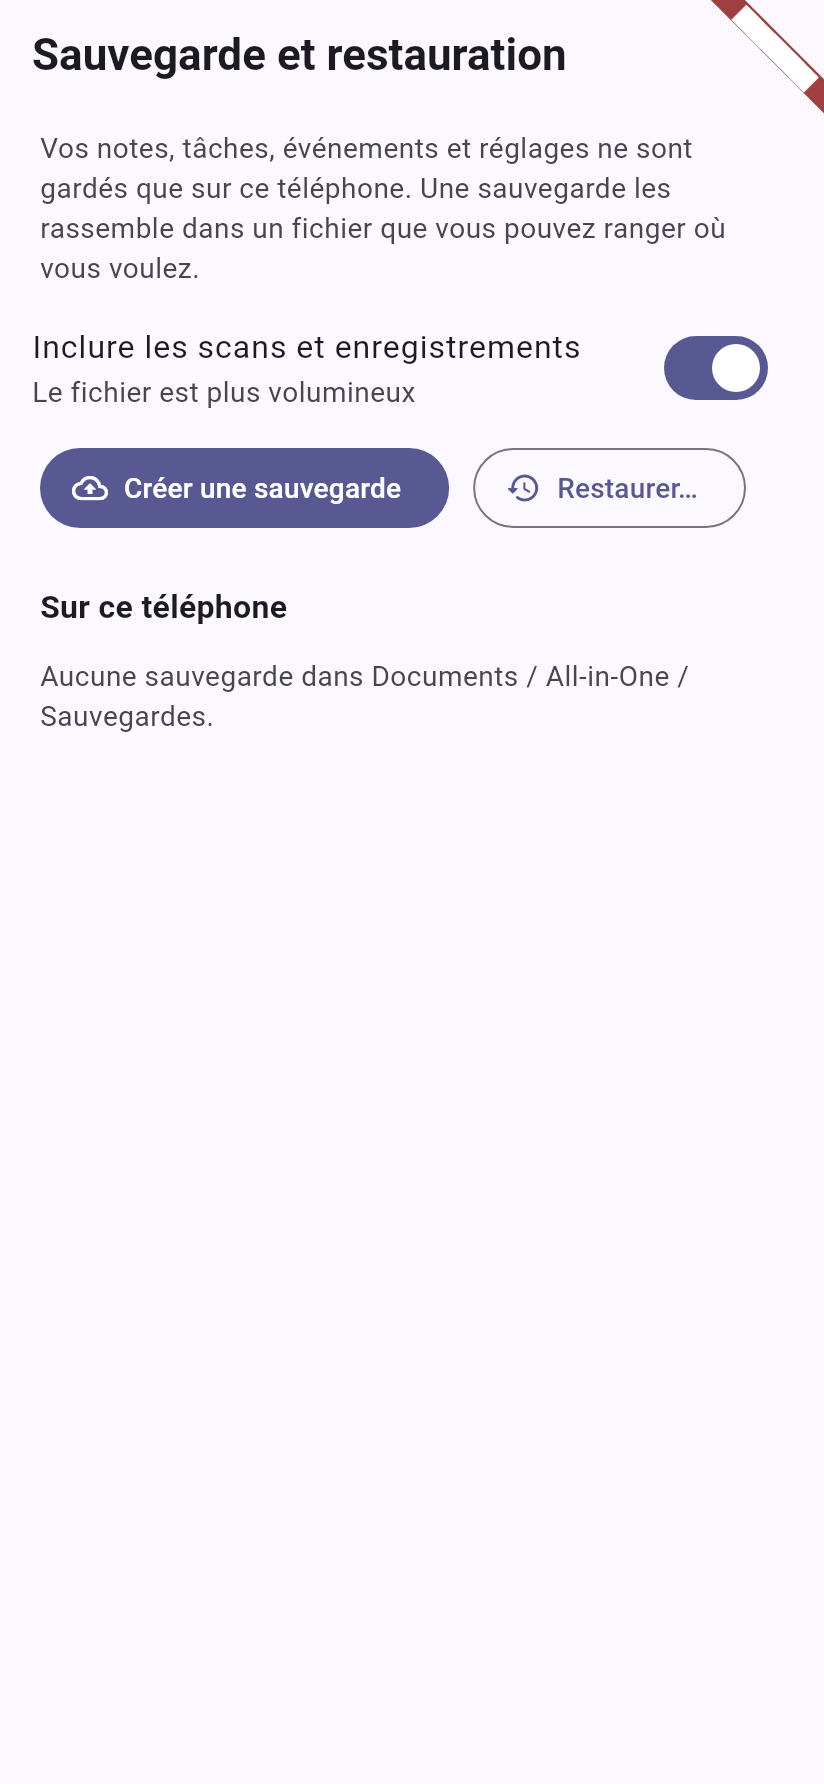 Sauvegarde et restauration
Vos notes, tâches, événements et réglages ne sont
gardés que sur ce téléphone. Une sauvegarde les
rassemble dans un fichier que vous pouvez ranger où
vous voulez.
Inclure les scans et enregistrements
Le fichier est plus volumineux
Créer une sauvegarde
Restaurer…
Sur ce téléphone
Aucune sauvegarde dans Documents / All-in-One /
Sauvegardes.